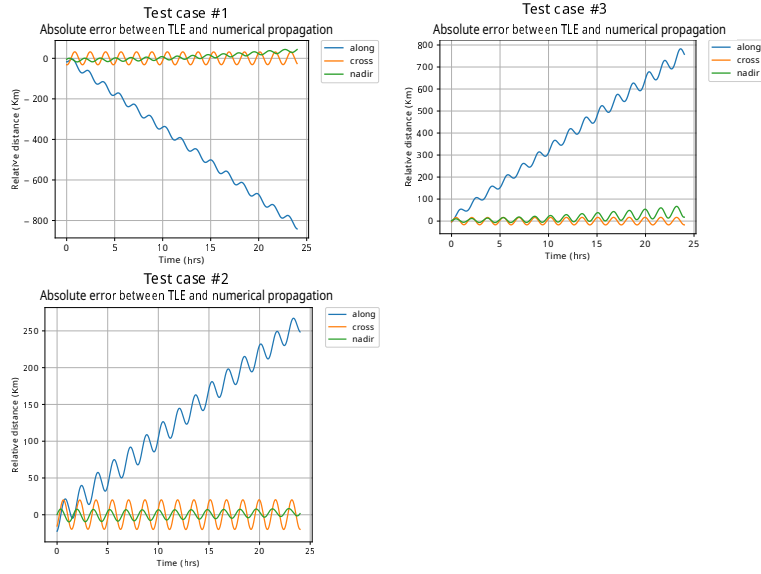 Test case #1
Absolute error between TLE and numerical propagation
0
− 200
− 400
− 600
− 800
Relative distance (Km)
0 5 10 15 20 25
Time (hrs)
along
cross
nadir
Test case #3
Absolute error between TLE and numerical propagation
800
700
600
500
400
300
200
100
0
Relative distance (Km)
0 5 10 15 20 25
Time (hrs)
along
cross
nadir
Test case #2
Absolute error between TLE and numerical propagation
250
200
150
100
50
0
Relative distance (Km)
0 5 10 15 20 25
Time (hrs)
along
cross
nadir